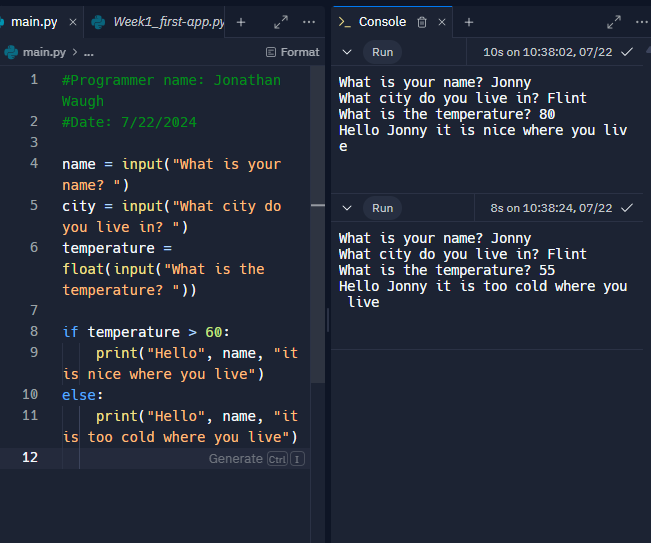 main.py × Week1_first-app.py + ...
main.py > ... Format
1 #Programmer name: Jonathan
Waugh
2 #Date: 7/22/2024
3
4 name = input("What is your
name? ")
5 city = input("What city do
you live in? ")
6 temperature =
float(input("What is the
temperature? "))
7
8 if temperature > 60:
9 print("Hello", name, "it
is nice where you live")
10 else:
11 print("Hello", name, "it
is too cold where you live")
12
Generate Ctrl I
>_ Console × + ...
Run 10s on 10:38:02, 07/22
What is your name? Jonny
What city do you live in? Flint
What is the temperature? 80
Hello Jonny it is nice where you liv
e
Run 8s on 10:38:24, 07/22
What is your name? Jonny
What city do you live in? Flint
What is the temperature? 55
Hello Jonny it is too cold where you
live